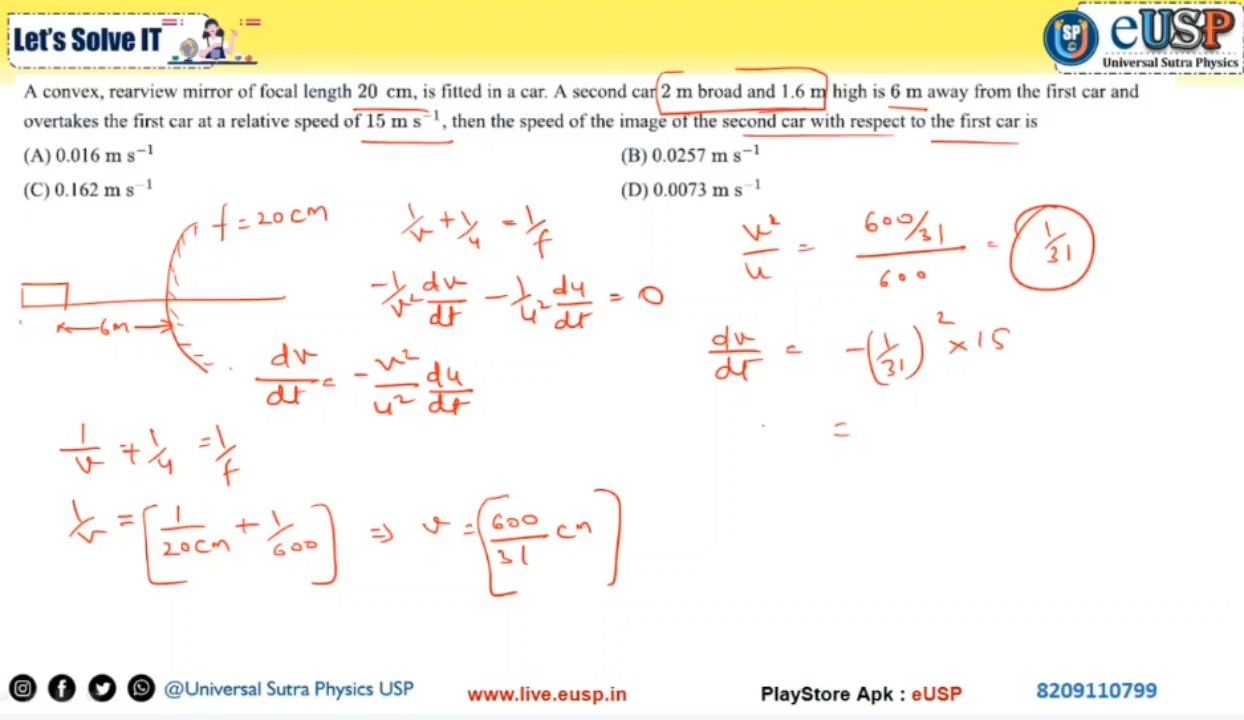 Let's Solve IT
SP eUSP
Universal Sutra Physics
A convex, rearview mirror of focal length 20 cm, is fitted in a car. A second car 2 m broad and 1.6 m high is 6 m away from the first car and
overtakes the first car at a relative speed of 15 m s⁻¹, then the speed of the image of the second car with respect to the first car is
(A) 0.016 m s⁻¹
(B) 0.0257 m s⁻¹
(C) 0.162 m s⁻¹
(D) 0.0073 m s⁻¹
f = 20 cm
6m
1/v + 1/u = 1/f
-1/v² dv/dt - 1/u² du/dt = 0
dv/dt = -v²/u² du/dt
1/v + 1/u = 1/f
1/v = [1/20cm + 1/600] ⇒ v = [600/31 cm]
v²/u = (600/31)/600 = 1/31
dv/dt = -(1/31)² × 15
=
@Universal Sutra Physics USP
www.live.eusp.in
PlayStore Apk : eUSP
8209110799